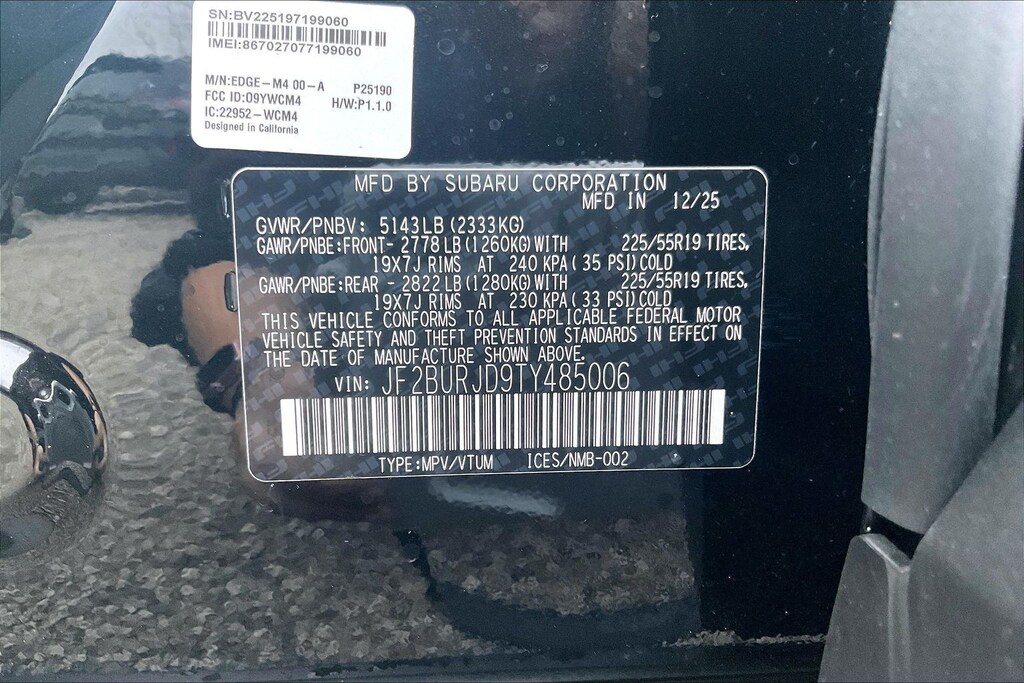 SN:BV225197199060
IMEI:867027077199060
M/N:EDGE-M4 00-A P25190
FCC ID:O9YWCM4 H/W:P1.1.0
IC:22952-WCM4
Designed in California
MFD BY SUBARU CORPORATION
MFD IN 12/25
GVWR/PNBV: 5143LB(2333KG)
GAWR/PNBE:FRONT- 2778 LB(1260KG)WITH 225/55R19 TIRES,
19X7J RIMS AT 240 KPA(35 PSI)COLD
GAWR/PNBE:REAR - 2822 LB(1280KG)WITH 225/55R19 TIRES,
19X7J RIMS AT 230 KPA(33 PSI)COLD
THIS VEHICLE CONFORMS TO ALL APPLICABLE FEDERAL MOTOR
VEHICLE SAFETY AND THEFT PREVENTION STANDARDS IN EFFECT ON
THE DATE OF MANUFACTURE SHOWN ABOVE.
VIN: JF2BURJD9TY485006
TYPE:MPV/VTUM ICES/NMB-002